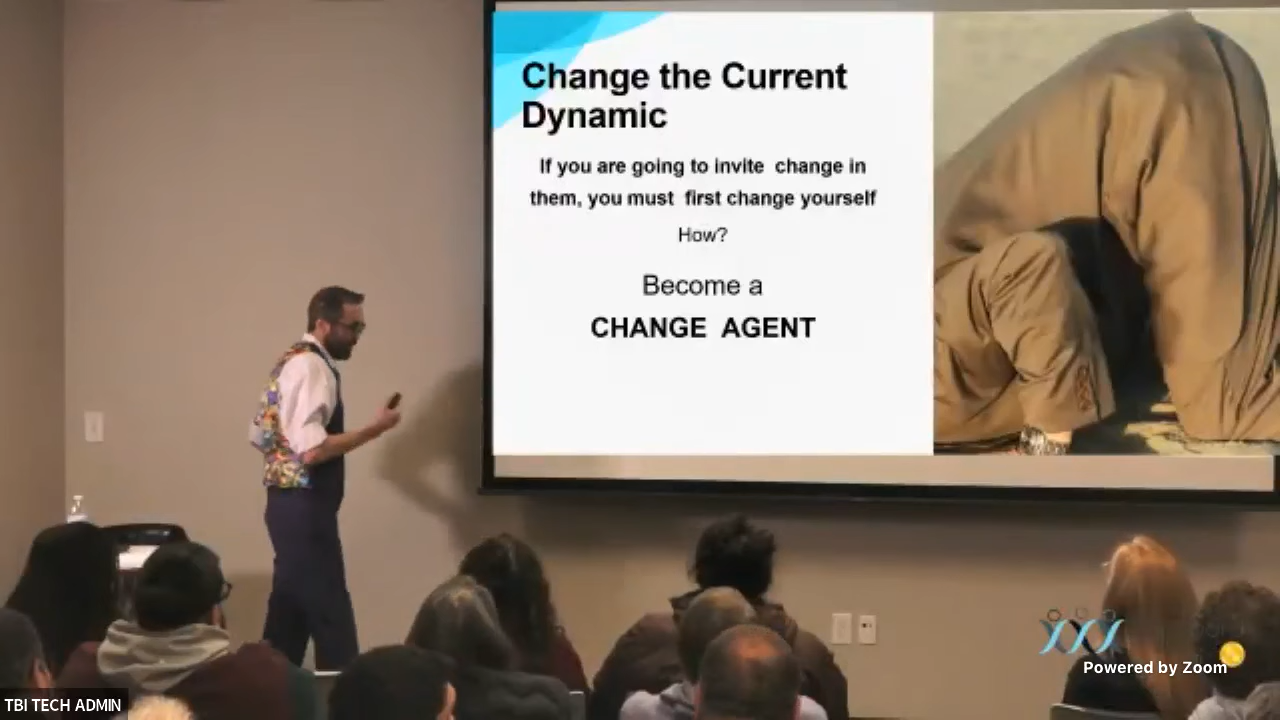 Change the Current
Dynamic
If you are going to invite change in
them, you must first change yourself
How?
Become a
CHANGE AGENT
Powered by Zoom
TBI TECH ADMIN